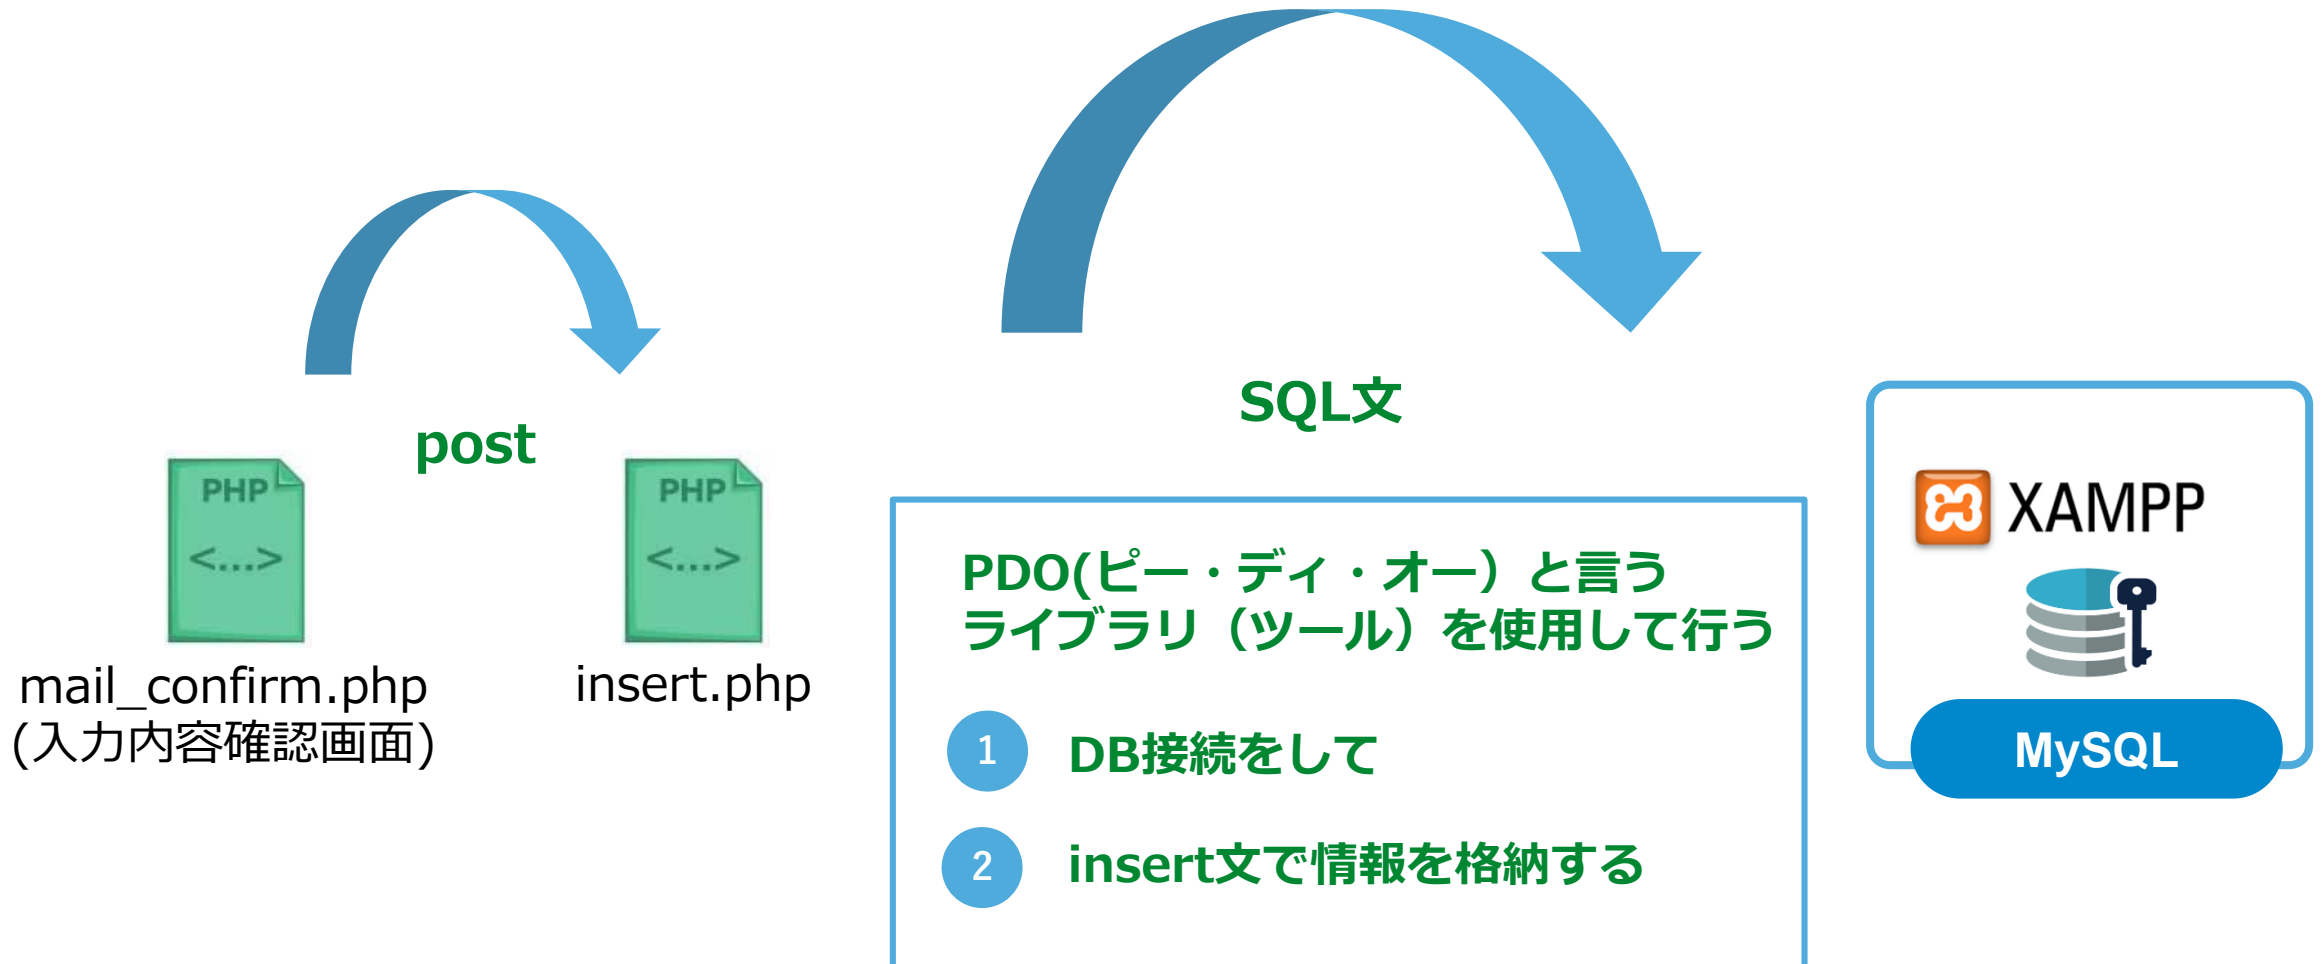 post
SQL文
PHP
<...>
mail_confirm.php
(入力内容確認画面)
PHP
<...>
insert.php
PDO(ピー・ディ・オー）と言う
ライブラリ（ツール）を使用して行う
1 DB接続をして
2 insert文で情報を格納する
XAMPP
MySQL